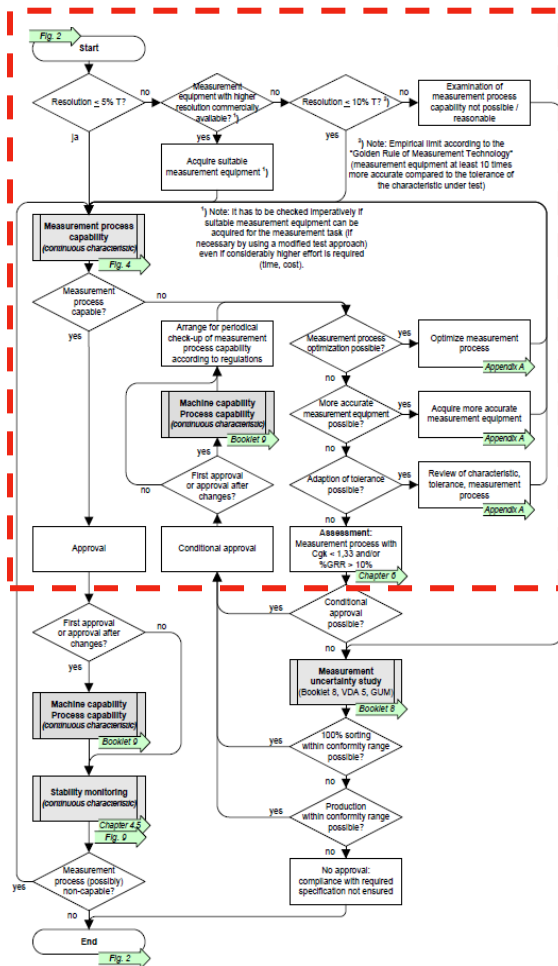 Fig. 2
Start
Resolution ≤ 5% T?
no
Measurement
equipment with higher
resolution commercially
available? ¹)
no
Resolution ≤ 10% T? ²)
no
Examination of
measurement process
capability not possible /
reasonable
ja
yes
yes
Acquire suitable
measurement equipment ¹)
²) Note: Empirical limit according to the
"Golden Rule of Measurement Technology"
(measurement equipment at least 10 times
more accurate compared to the tolerance of
the characteristic under test)
¹) Note: It has to be checked imperatively if
suitable measurement equipment can be
acquired for the measurement task (if
necessary by using a modified test approach)
even if considerably higher effort is required
(time, cost).
Measurement process
capability
(continuous characteristic)
Fig. 4
Measurement
process
capable?
no
yes
Arrange for periodical
check-up of measurement
process capability
according to regulations
Measurement process
optimization possible?
yes
Optimize measurement
process
Appendix A
no
Machine capability
Process capability
(continuous characteristic)
Booklet 9
More accurate
measurement equipment
possible?
yes
Acquire more accurate
measurement equipment
Appendix A
yes
no
no
First approval
or approval after
changes?
Adaption of tolerance
possible?
yes
Review of characteristic,
tolerance, measurement
process
Appendix A
no
Approval
Conditional approval
Assessment:
Measurement process with
Cgk < 1,33 and/or
%GRR > 10%
Chapter 6
First approval
or approval after
changes?
no
yes
Conditional
approval
possible?
yes
no
Machine capability
Process capability
(continuous characteristic)
Booklet 9
Measurement
uncertainty study
(Booklet 8, VDA 5, GUM)
Booklet 8
yes
100% sorting
within conformity range
possible?
no
Stability monitoring
(continuous characteristic)
Chapter 4.5
Fig. 9
yes
Production
within conformity range
possible?
no
yes
Measurement
process (possibly)
non-capable?
No approval:
compliance with required
specification not ensured
no
End
Fig. 2